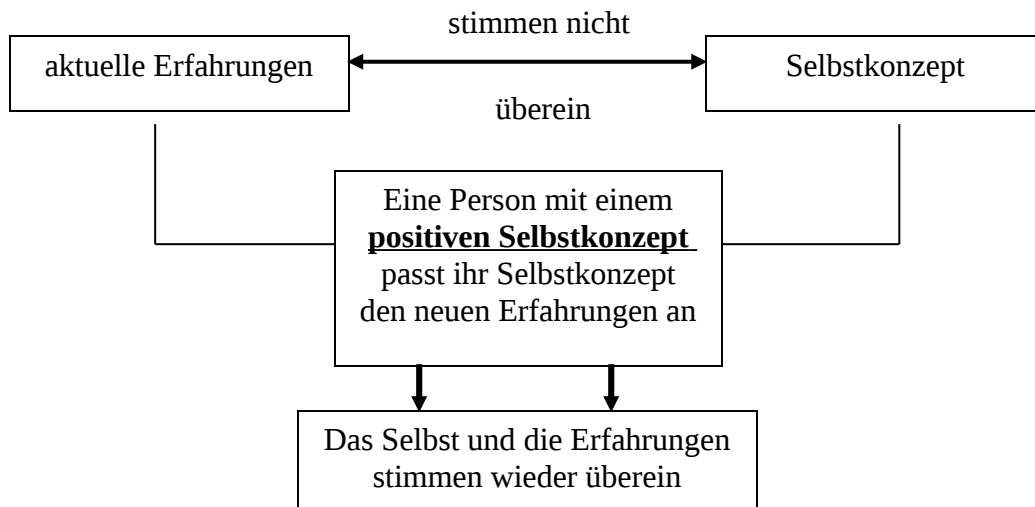 stimmen nicht
aktuelle Erfahrungen
Selbstkonzept
überein
Eine Person mit einem
positiven Selbstkonzept
passt ihr Selbstkonzept
den neuen Erfahrungen an
Das Selbst und die Erfahrungen
stimmen wieder überein